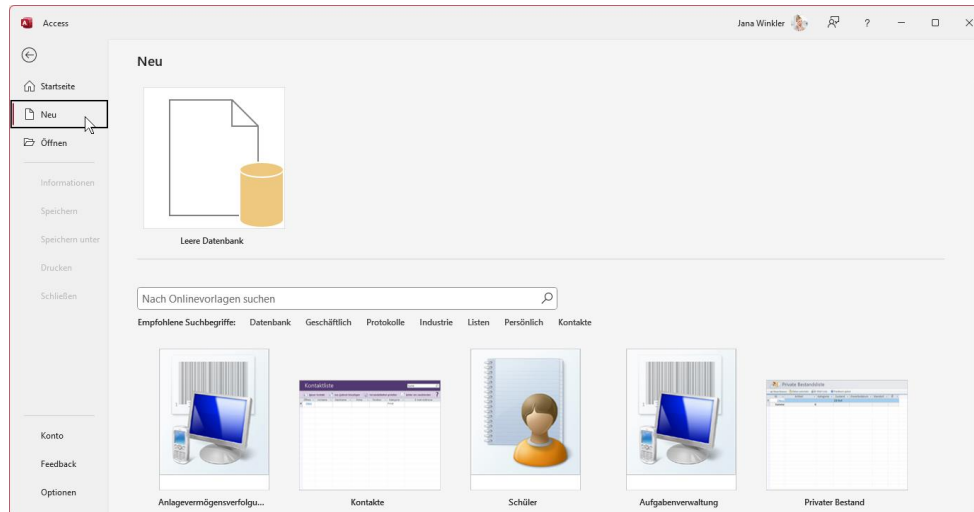 Access
Jana Winkler
?
Neu
Startseite
Neu
Öffnen
Informationen
Speichern
Speichern unter
Drucken
Schließen
Leere Datenbank
Nach Onlinevorlagen suchen
Empfohlene Suchbegriffe: Datenbank Geschäftlich Protokolle Industrie Listen Persönlich Kontakte
Kontaktliste
Private Bestandsliste
Konto
Feedback
Optionen
Anlagevermögensverfolgu...
Kontakte
Schüler
Aufgabenverwaltung
Privater Bestand